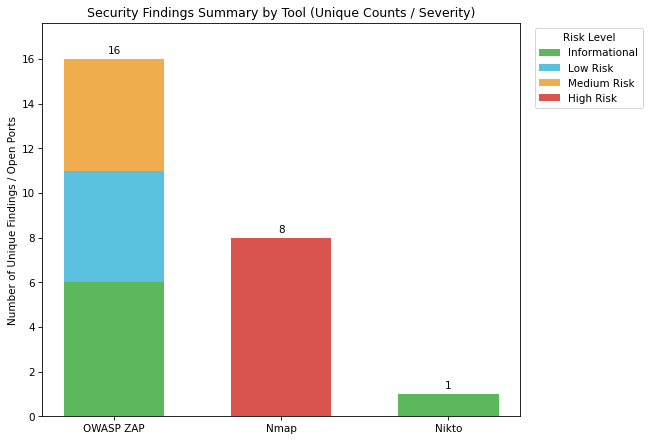 Security Findings Summary by Tool (Unique Counts / Severity)
Number of Unique Findings / Open Ports
16
14
12
10
8
6
4
2
0
16
8
1
OWASP ZAP
Nmap
Nikto
Risk Level
Informational
Low Risk
Medium Risk
High Risk